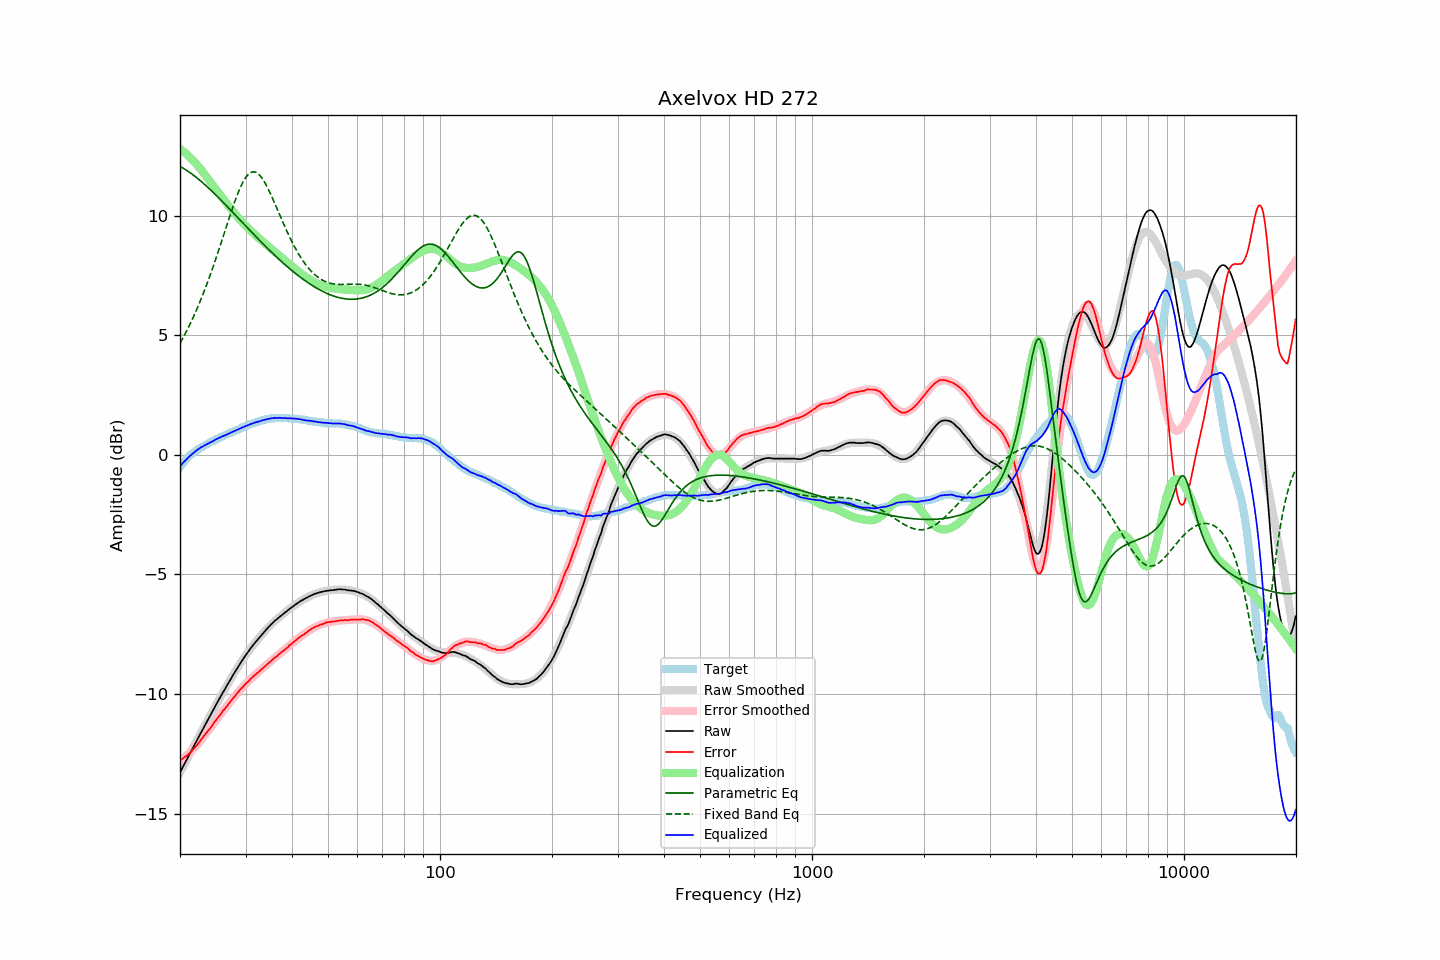 Axelvox HD 272
Amplitude (dBr)
10
5
0
−5
−10
−15
100
1000
10000
Frequency (Hz)
Target
Raw Smoothed
Error Smoothed
Raw
Error
Equalization
Parametric Eq
Fixed Band Eq
Equalized